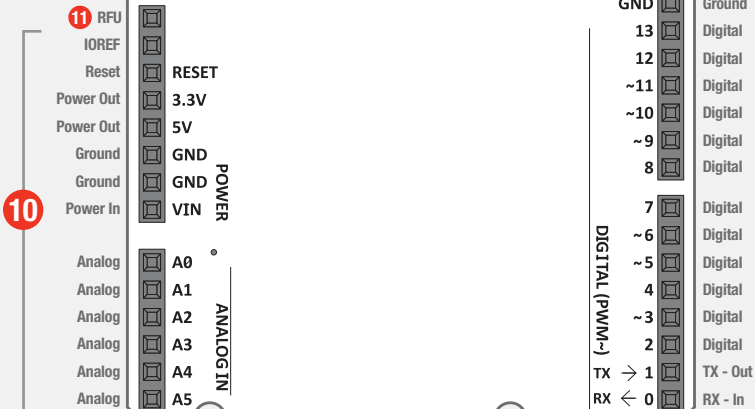 11 RFU
IOREF
Reset RESET
Power Out 3.3V
Power Out 5V
Ground GND
Ground GND
Power In VIN
POWER
10
Analog A0
Analog A1
Analog A2
Analog A3
Analog A4
Analog A5
ANALOG IN
GND Ground
13 Digital
12 Digital
~11 Digital
~10 Digital
~9 Digital
8 Digital
7 Digital
~6 Digital
~5 Digital
4 Digital
~3 Digital
2 Digital
TX → 1 TX - Out
RX ← 0 RX - In
DIGITAL (PWM~)